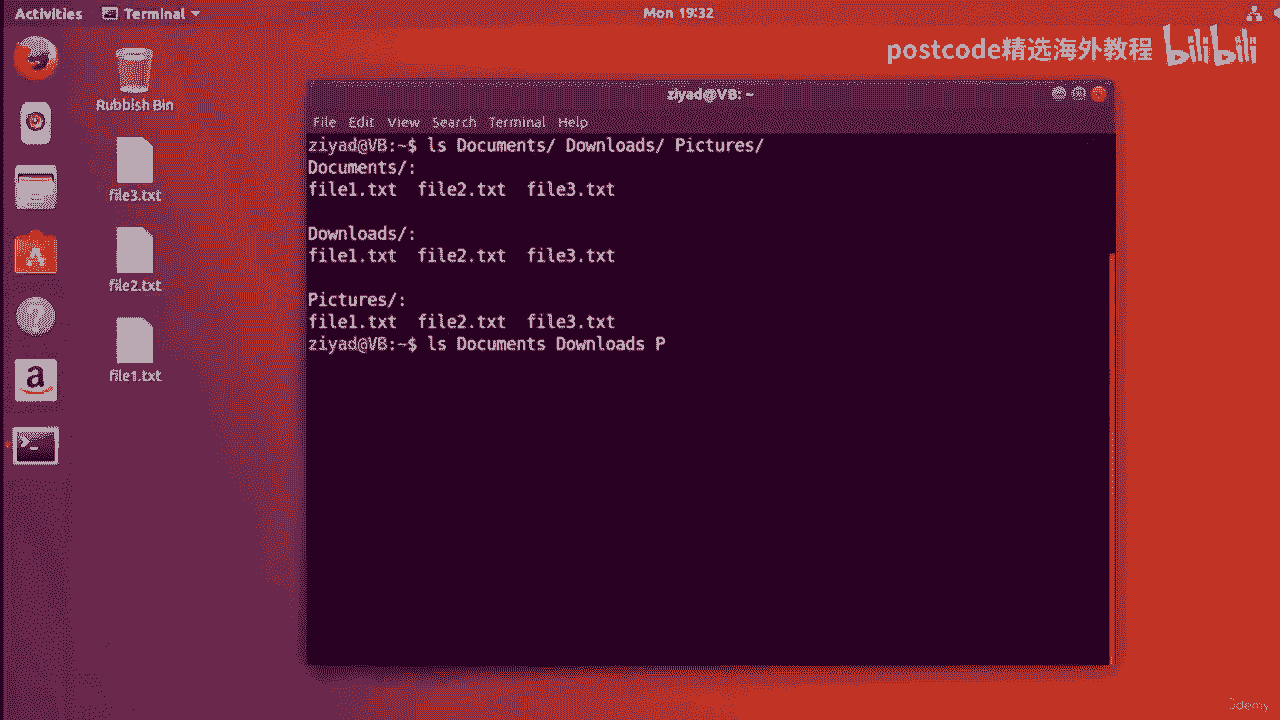 Activities Terminal Mon 19:32
postcode精选海外教程 bilibili
Rubbish Bin
file3.txt
file2.txt
file1.txt
ziyad@VB: ~
File Edit View Search Terminal Help
ziyad@VB:~$ ls Documents/ Downloads/ Pictures/
Documents/:
file1.txt file2.txt file3.txt
Downloads/:
file1.txt file2.txt file3.txt
Pictures/:
file1.txt file2.txt file3.txt
ziyad@VB:~$ ls Documents Downloads P
Udemy